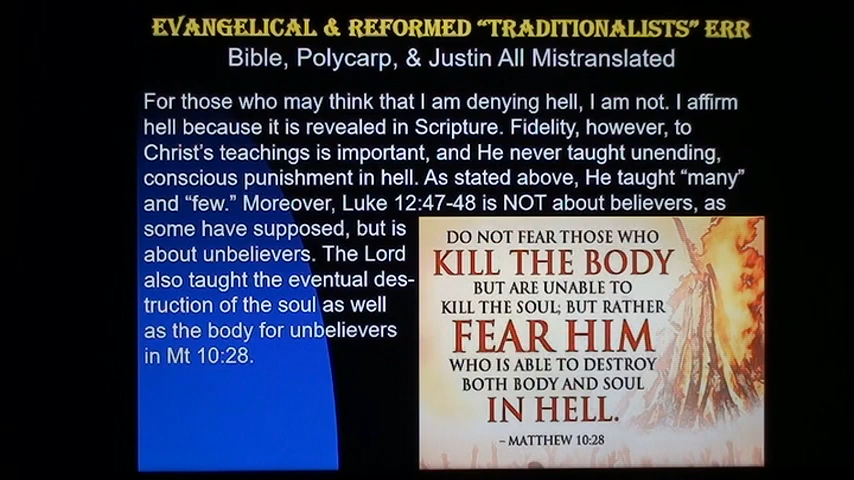 EVANGELICAL & REFORMED “TRADITIONALISTS” ERR
Bible, Polycarp, & Justin All Mistranslated
For those who may think that I am denying hell, I am not. I affirm
hell because it is revealed in Scripture. Fidelity, however, to
Christ’s teachings is important, and He never taught unending,
conscious punishment in hell. As stated above, He taught “many”
and “few.” Moreover, Luke 12:47-48 is NOT about believers, as
some have supposed, but is
about unbelievers. The Lord
also taught the eventual des-
truction of the soul as well
as the body for unbelievers
in Mt 10:28.
DO NOT FEAR THOSE WHO
KILL THE BODY
BUT ARE UNABLE TO
KILL THE SOUL; BUT RATHER
FEAR HIM
WHO IS ABLE TO DESTROY
BOTH BODY AND SOUL
IN HELL.
– MATTHEW 10:28